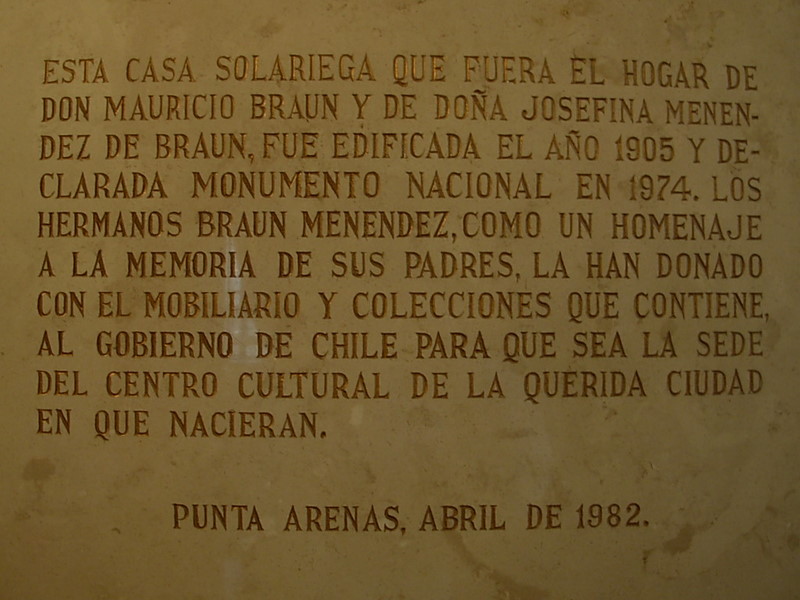 ESTA CASA SOLARIEGA QUE FUERA EL HOGAR DE
DON MAURICIO BRAUN Y DE DOÑA JOSEFINA MENEN-
DEZ DE BRAUN, FUE EDIFICADA EL AÑO 1905 Y DE-
CLARADA MONUMENTO NACIONAL EN 1974. LOS
HERMANOS BRAUN MENENDEZ, COMO UN HOMENAJE
A LA MEMORIA DE SUS PADRES, LA HAN DONADO
CON EL MOBILIARIO Y COLECCIONES QUE CONTIENE,
AL GOBIERNO DE CHILE PARA QUE SEA LA SEDE
DEL CENTRO CULTURAL DE LA QUERIDA CIUDAD
EN QUE NACIERAN.
PUNTA ARENAS, ABRIL DE 1982.